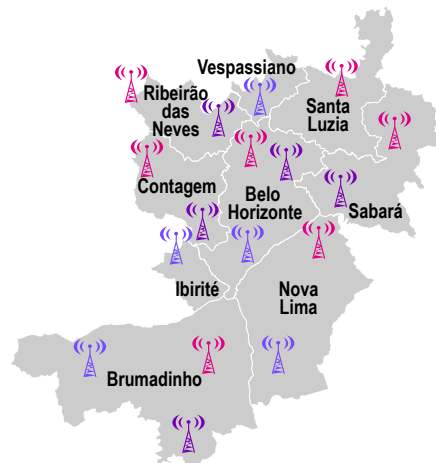 Vespassiano
Ribeirão
das
Neves
Santa
Luzia
Contagem
Belo
Horizonte
Sabará
Ibirité
Nova
Lima
Brumadinho